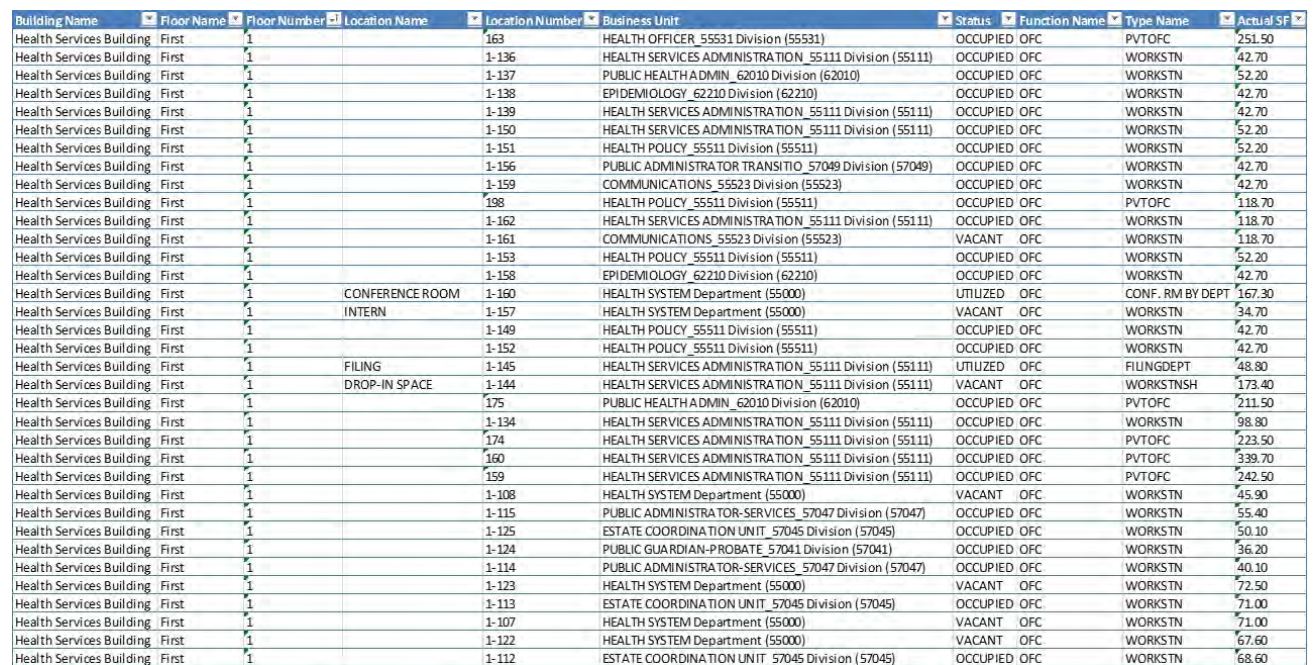 Building Name Floor Name Floor Number Location Name Location Number Business Unit Status Function Name Type Name Actual SF
Health Services Building First 1 163 HEALTH OFFICER_55531 Division (55531) OCCUPIED OFC PVTOFC 251.50
Health Services Building First 1 1-136 HEALTH SERVICES ADMINISTRATION_55111 Division (55111) OCCUPIED OFC WORKSTN 42.70
Health Services Building First 1 1-137 PUBLIC HEALTH ADMIN_62010 Division (62010) OCCUPIED OFC WORKSTN 52.20
Health Services Building First 1 1-138 EPIDEMIOLOGY_62210 Division (62210) OCCUPIED OFC WORKSTN 42.70
Health Services Building First 1 1-139 HEALTH SERVICES ADMINISTRATION_55111 Division (55111) OCCUPIED OFC WORKSTN 42.70
Health Services Building First 1 1-150 HEALTH SERVICES ADMINISTRATION_55111 Division (55111) OCCUPIED OFC WORKSTN 52.20
Health Services Building First 1 1-151 HEALTH POLICY_55511 Division (55511) OCCUPIED OFC WORKSTN 52.20
Health Services Building First 1 1-156 PUBLIC ADMINISTRATOR TRANSITIO_57049 Division (57049) OCCUPIED OFC WORKSTN 42.70
Health Services Building First 1 1-159 COMMUNICATIONS_55523 Division (55523) OCCUPIED OFC WORKSTN 42.70
Health Services Building First 1 198 HEALTH POLICY_55511 Division (55511) OCCUPIED OFC PVTOFC 118.70
Health Services Building First 1 1-162 HEALTH SERVICES ADMINISTRATION_55111 Division (55111) OCCUPIED OFC WORKSTN 118.70
Health Services Building First 1 1-161 COMMUNICATIONS_55523 Division (55523) VACANT OFC WORKSTN 118.70
Health Services Building First 1 1-153 HEALTH POLICY_55511 Division (55511) OCCUPIED OFC WORKSTN 52.20
Health Services Building First 1 1-158 EPIDEMIOLOGY_62210 Division (62210) OCCUPIED OFC WORKSTN 42.70
Health Services Building First 1 CONFERENCE ROOM 1-160 HEALTH SYSTEM Department (55000) UTILIZED OFC CONF. RM BY DEPT 167.30
Health Services Building First 1 INTERN 1-157 HEALTH SYSTEM Department (55000) VACANT OFC WORKSTN 34.70
Health Services Building First 1 1-149 HEALTH POLICY_55511 Division (55511) OCCUPIED OFC WORKSTN 42.70
Health Services Building First 1 1-152 HEALTH POLICY_55511 Division (55511) OCCUPIED OFC WORKSTN 42.70
Health Services Building First 1 FILING 1-145 HEALTH SERVICES ADMINISTRATION_55111 Division (55111) UTILIZED OFC FILINGDEPT 48.80
Health Services Building First 1 DROP-IN SPACE 1-144 HEALTH SERVICES ADMINISTRATION_55111 Division (55111) VACANT OFC WORKSTNSH 173.40
Health Services Building First 1 175 PUBLIC HEALTH ADMIN_62010 Division (62010) OCCUPIED OFC PVTOFC 211.50
Health Services Building First 1 1-134 HEALTH SERVICES ADMINISTRATION_55111 Division (55111) OCCUPIED OFC WORKSTN 98.80
Health Services Building First 1 174 HEALTH SERVICES ADMINISTRATION_55111 Division (55111) OCCUPIED OFC PVTOFC 223.50
Health Services Building First 1 160 HEALTH SERVICES ADMINISTRATION_55111 Division (55111) OCCUPIED OFC PVTOFC 339.70
Health Services Building First 1 159 HEALTH SERVICES ADMINISTRATION_55111 Division (55111) OCCUPIED OFC PVTOFC 242.50
Health Services Building First 1 1-108 HEALTH SYSTEM Department (55000) VACANT OFC WORKSTN 45.90
Health Services Building First 1 1-115 PUBLIC ADMINISTRATOR-SERVICES_57047 Division (57047) OCCUPIED OFC WORKSTN 55.40
Health Services Building First 1 1-125 ESTATE COORDINATION UNIT_57045 Division (57045) OCCUPIED OFC WORKSTN 50.10
Health Services Building First 1 1-124 PUBLIC GUARDIAN-PROBATE_57041 Division (57041) OCCUPIED OFC WORKSTN 36.20
Health Services Building First 1 1-114 PUBLIC ADMINISTRATOR-SERVICES_57047 Division (57047) OCCUPIED OFC WORKSTN 40.10
Health Services Building First 1 1-123 HEALTH SYSTEM Department (55000) VACANT OFC WORKSTN 72.50
Health Services Building First 1 1-113 ESTATE COORDINATION UNIT_57045 Division (57045) OCCUPIED OFC WORKSTN 71.00
Health Services Building First 1 1-107 HEALTH SYSTEM Department (55000) VACANT OFC WORKSTN 71.00
Health Services Building First 1 1-122 HEALTH SYSTEM Department (55000) VACANT OFC WORKSTN 67.60
Health Services Building First 1 1-112 ESTATE COORDINATION UNIT_57045 Division (57045) OCCUPIED OFC WORKSTN 68.60